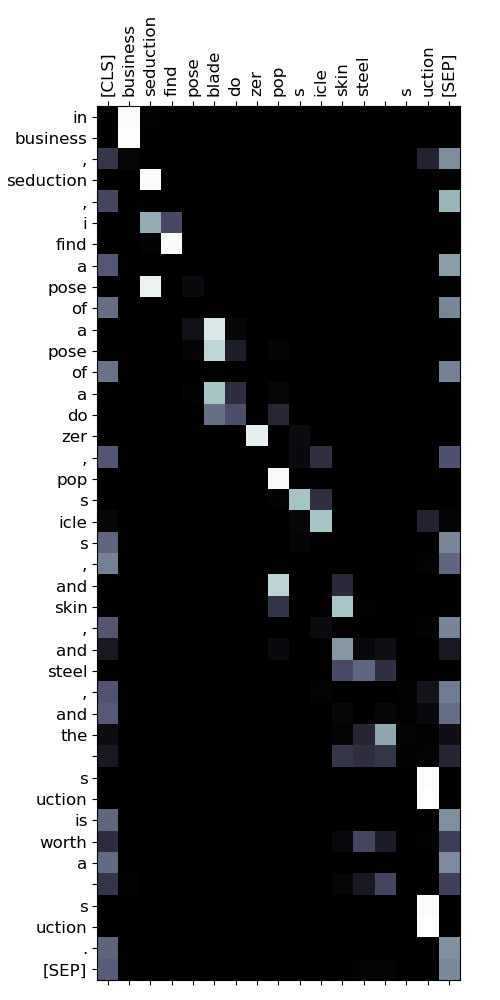 [CLS] business seduction find pose blade do zer pop s icle skin steel s uction [SEP]
in
business
,
seduction
,
i
find
a
pose
of
a
pose
of
a
do
zer
,
pop
s
icle
s
,
and
skin
,
and
steel
,
and
the
s
uction
is
worth
a
s
uction
.
[SEP]